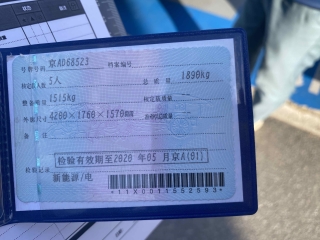 号牌号码 京AD68523 档案编号
核定载人数 5人 总质量 1890kg
整备质量 1515kg 核定载质量
外廓尺寸 4200×1760×1570mm 准牵引总质量
备注
检验有效期至2020年05月京A(01)
检验记录
新能源/电
*11X0011552893*